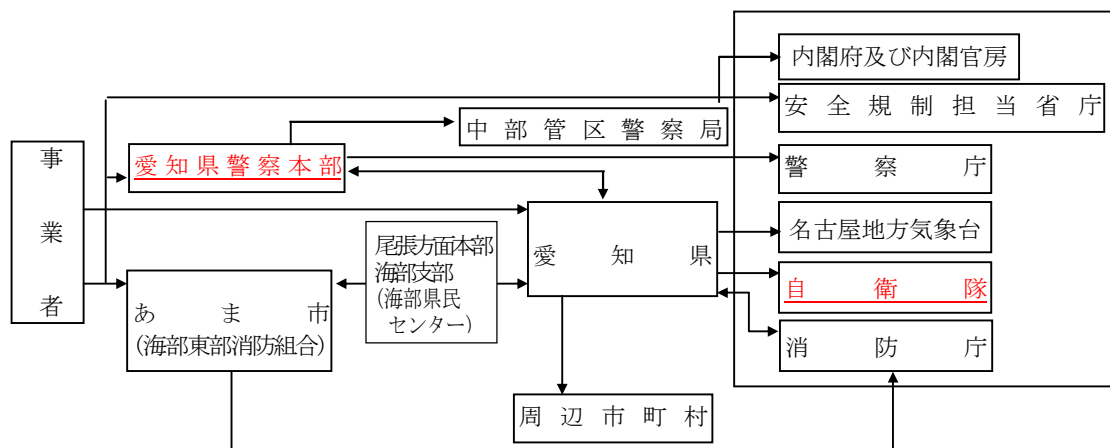 内閣府及び内閣官房
安全規制担当省庁
中部管区警察局
事業者
愛知県警察本部
警察庁
愛知県
名古屋地方気象台
尾張方面本部
海部支部
(海部県民
センター)
自衛隊
あま市
(海部東部消防組合)
消防庁
周辺市町村